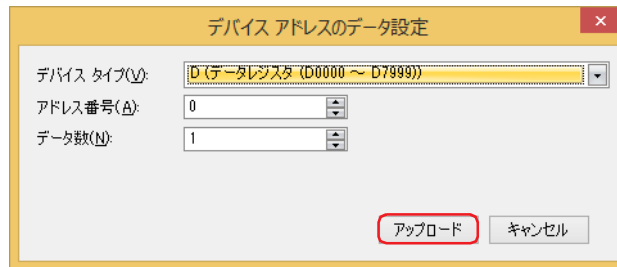 デバイス アドレスのデータ設定
デバイス タイプ(V): D (データレジスタ (D0000 ～ D7999))
アドレス番号(A): 0
データ数(N): 1
アップロード キャンセル